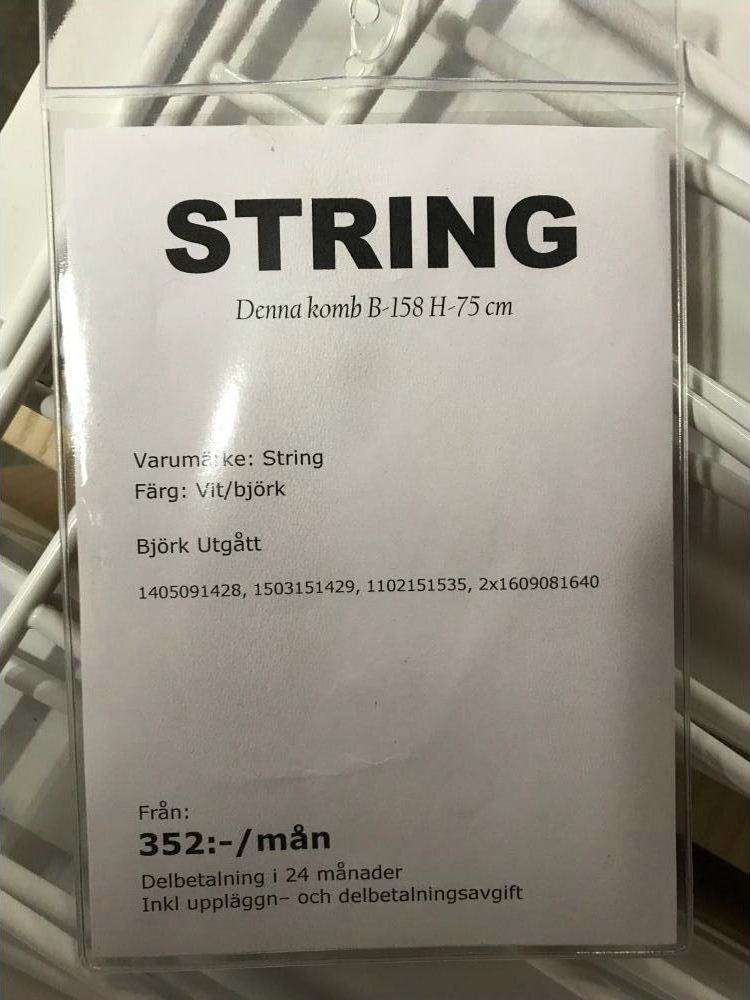 STRING
Denna komb B-158 H-75 cm
Varumärke: String
Färg: Vit/björk
Björk Utgått
1405091428, 1503151429, 1102151535, 2x1609081640
Från:
352:-/mån
Delbetalning i 24 månader
Inkl uppläggn- och delbetalningsavgift